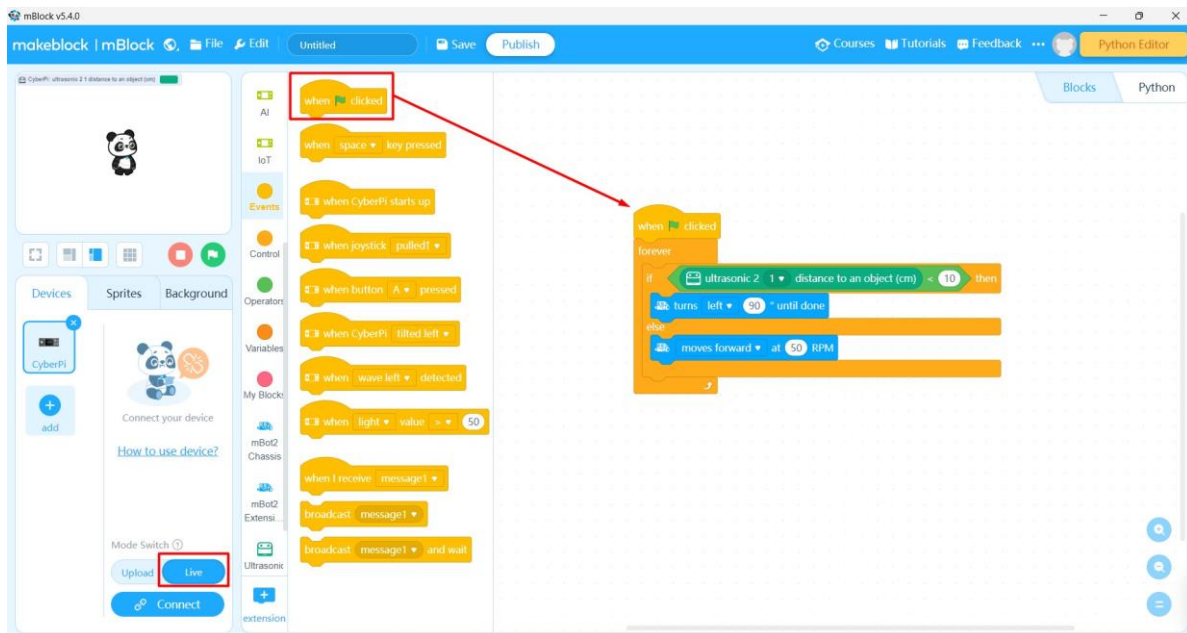 mBlock v5.4.0
makeblock | mBlock File Edit Untitled Save Publish Courses Tutorials Feedback Python Editor
CyberPi: ultrasonic 2 1 distance to an object (cm)
Devices Sprites Background
CyberPi
add
Connect your device
How to use device?
Mode Switch ?
Upload Live
Connect
AI
IoT
Events
Control
Operators
Variables
My Blocks
mBot2
Chassis
mBot2
Extensi...
Ultrasonic
extension
when clicked
when space key pressed
when CyberPi starts up
when joystick pulled↑
when button A pressed
when CyberPi tilted left
when wave left detected
when light value > 50
when I receive message1
broadcast message1
broadcast message1 and wait
Blocks Python
when clicked
forever
if ultrasonic 2 1 distance to an object (cm) < 10 then
turns left 90 ° until done
else
moves forward at 50 RPM